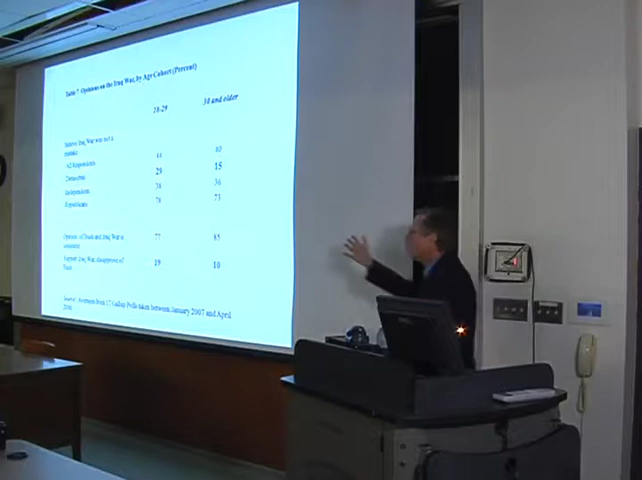 Table 7 Opinions on the Iraq War, by Age Cohort (Percent)
18-29 30 and older
Believe Iraq War was not a
mistake
All Respondents 44 40
Democrats 29 15
Independents 38 36
Republicans 78 73
Opinion of Bush and Iraq War is
consistent 77 85
Support Iraq War, disapprove of
Bush 19 10
Source: Averages from 17 Gallup Polls taken between January 2007 and April